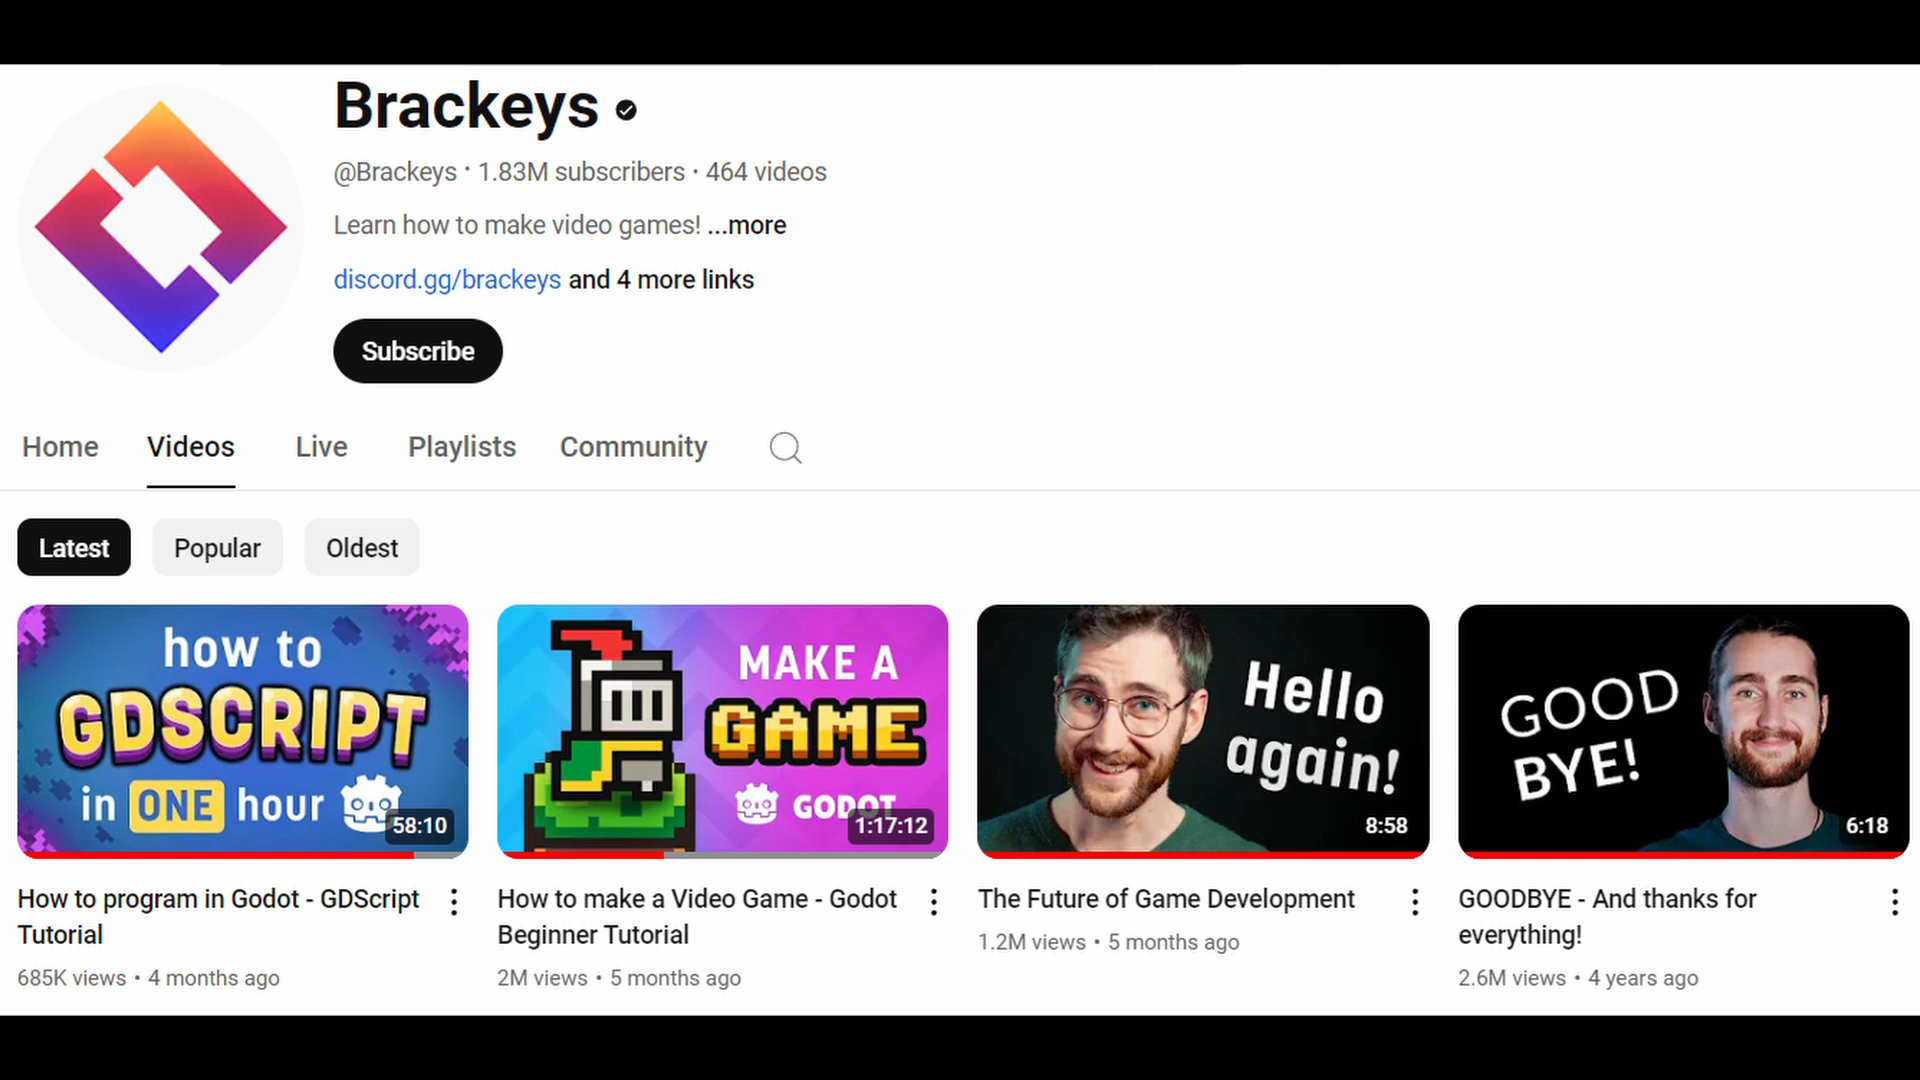 Brackeys
@Brackeys · 1.83M subscribers · 464 videos
Learn how to make video games! ...more
discord.gg/brackeys and 4 more links
Subscribe
Home Videos Live Playlists Community
Latest Popular Oldest
how to
GDSCRIPT
in ONE hour
58:10
MAKE A
GAME
GODOT
1:17:12
Hello
again!
8:58
GOOD
BYE!
6:18
How to program in Godot - GDScript
Tutorial
685K views • 4 months ago
How to make a Video Game - Godot
Beginner Tutorial
2M views • 5 months ago
The Future of Game Development
1.2M views • 5 months ago
GOODBYE - And thanks for
everything!
2.6M views • 4 years ago